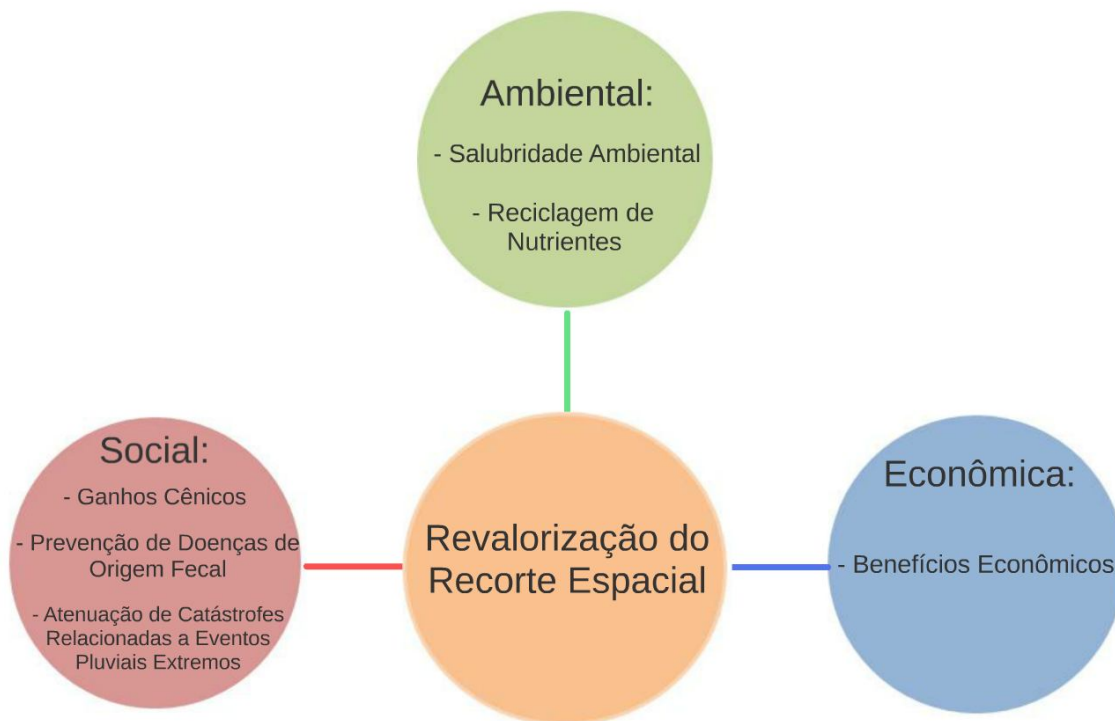 Ambiental:
- Salubridade Ambiental
- Reciclagem de
Nutrientes
Social:
- Ganhos Cênicos
- Prevenção de Doenças de
Origem Fecal
- Atenuação de Catástrofes
Relacionadas a Eventos
Pluviais Extremos
Revalorização do
Recorte Espacial
Econômica:
- Benefícios Econômicos